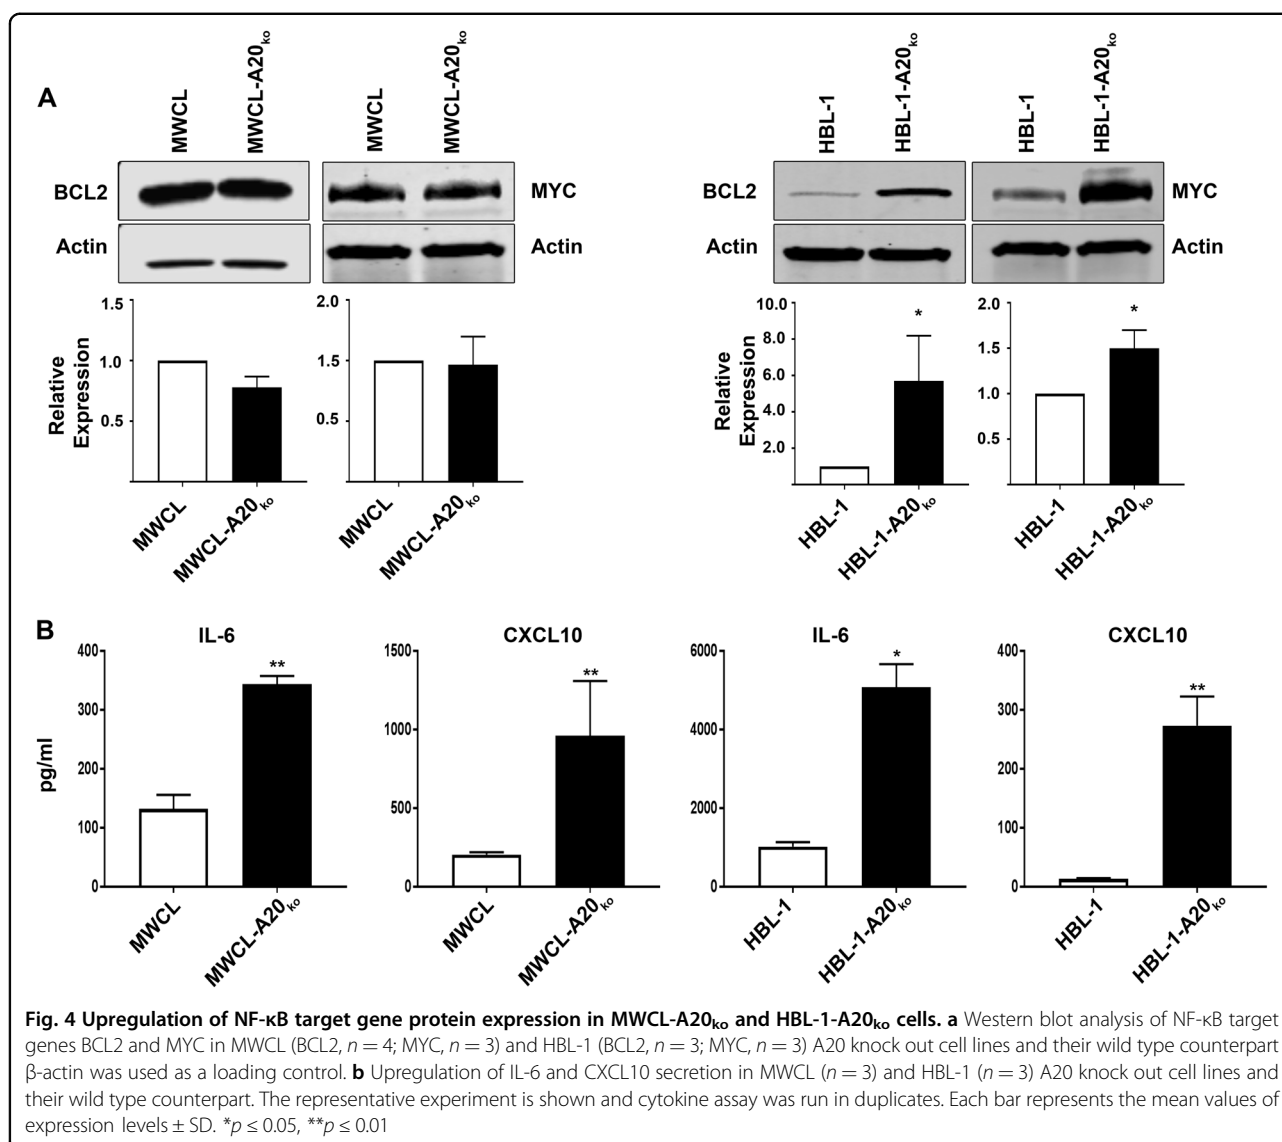 A
MWCL
MWCL-A20ko
MWCL
MWCL-A20ko
HBL-1
HBL-1-A20ko
HBL-1
HBL-1-A20ko
BCL2
MYC
BCL2
MYC
Actin
Actin
Actin
Actin
Relative Expression
1.5
1.0
0.5
MWCL
MWCL-A20ko
2.0
1.5
0.5
MWCL
MWCL-A20ko
Relative Expression
10.0
8.0
6.0
4.0
2.0
*
HBL-1
HBL-1-A20ko
2.0
1.5
1.0
0.5
*
HBL-1
HBL-1-A20ko
B
pg/ml
IL-6
400
300
200
100
0
**
MWCL
MWCL-A20ko
CXCL10
1500
1000
500
0
**
MWCL
MWCL-A20ko
IL-6
6000
4000
2000
0
*
HBL-1
HBL-1-A20ko
CXCL10
400
300
200
100
0
**
HBL-1
HBL-1-A20ko
Fig. 4 Upregulation of NF-κB target gene protein expression in MWCL-A20ko and HBL-1-A20ko cells. a Western blot analysis of NF-κB target
genes BCL2 and MYC in MWCL (BCL2, n = 4; MYC, n = 3) and HBL-1 (BCL2, n = 3; MYC, n = 3) A20 knock out cell lines and their wild type counterpart
β-actin was used as a loading control. b Upregulation of IL-6 and CXCL10 secretion in MWCL (n = 3) and HBL-1 (n = 3) A20 knock out cell lines and
their wild type counterpart. The representative experiment is shown and cytokine assay was run in duplicates. Each bar represents the mean values of
expression levels ± SD. *p ≤ 0.05, **p ≤ 0.01